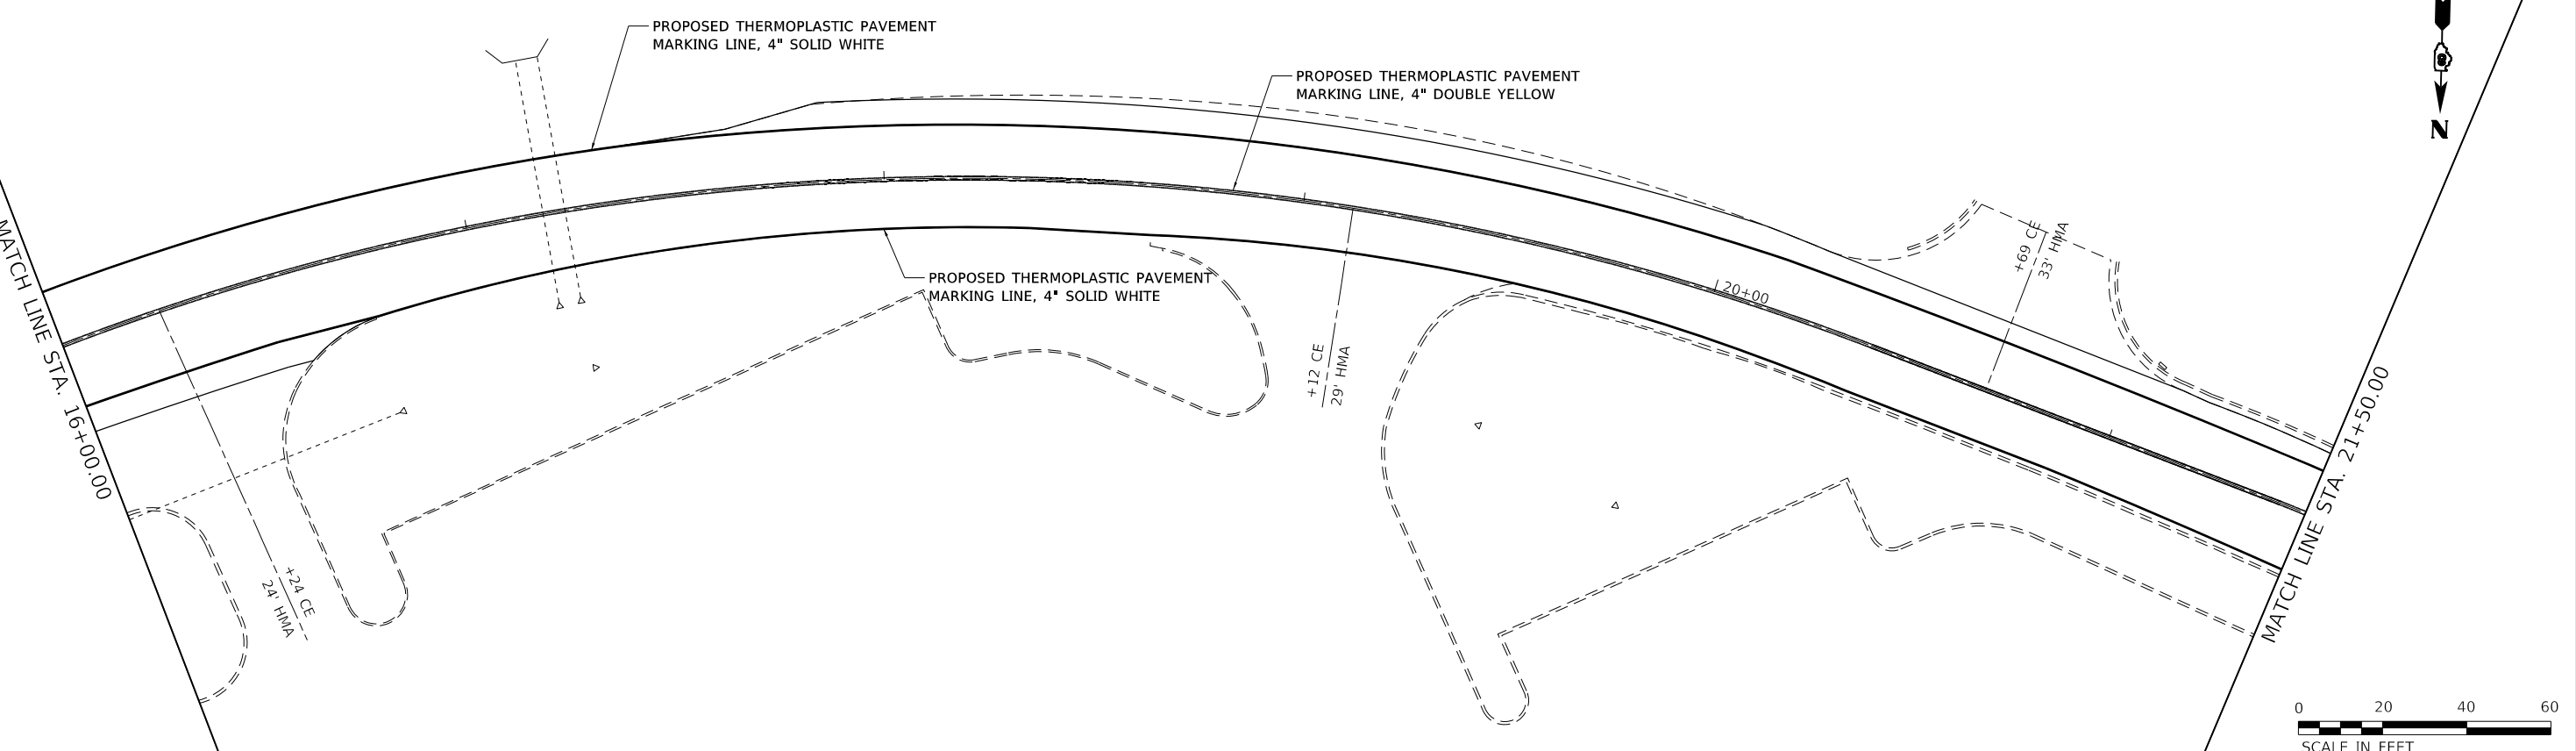 PROPOSED THERMOPLASTIC PAVEMENT
MARKING LINE, 4" SOLID WHITE
PROPOSED THERMOPLASTIC PAVEMENT
MARKING LINE, 4" DOUBLE YELLOW
N
MATCH LINE STA. 16+00.00
PROPOSED THERMOPLASTIC PAVEMENT
MARKING LINE, 4" SOLID WHITE
20+00
+69 CE
33' HMA
+12 CE
29' HMA
+24 CE
24' HMA
MATCH LINE STA. 21+50.00
0 20 40 60
SCALE IN FEET